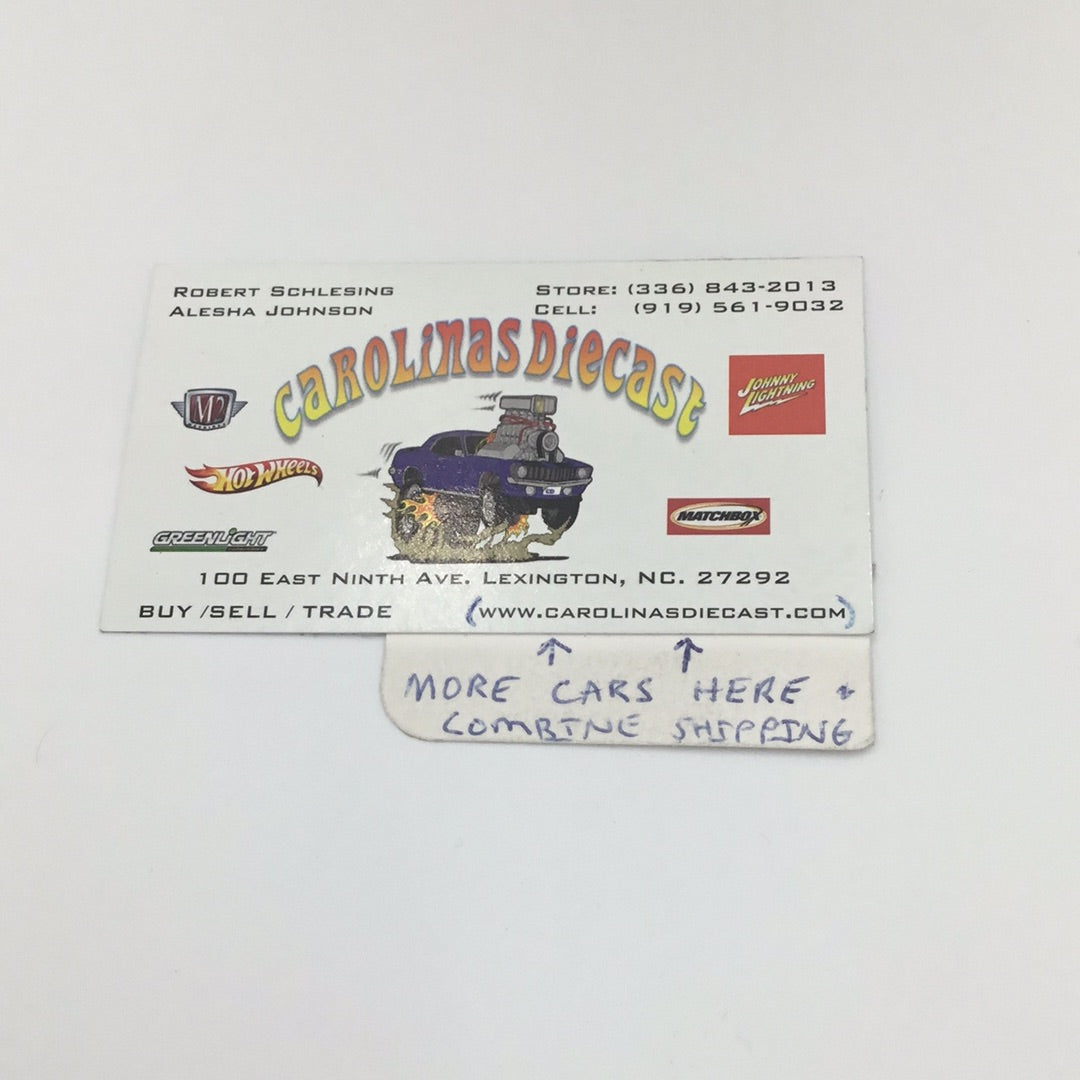 ROBERT SCHLESING
ALESHA JOHNSON
STORE: (336) 843-2013
CELL: (919) 561-9032
CAROLINAS DIECAST
M2
JOHNNY
LIGHTNING
HOT WHEELS
MATCHBOX
GREENLIGHT
100 EAST NINTH AVE. LEXINGTON, NC. 27292
BUY /SELL / TRADE
(WWW.CAROLINASDIECAST.COM)
↑ ↑
MORE CARS HERE +
COMBINE SHIPPING